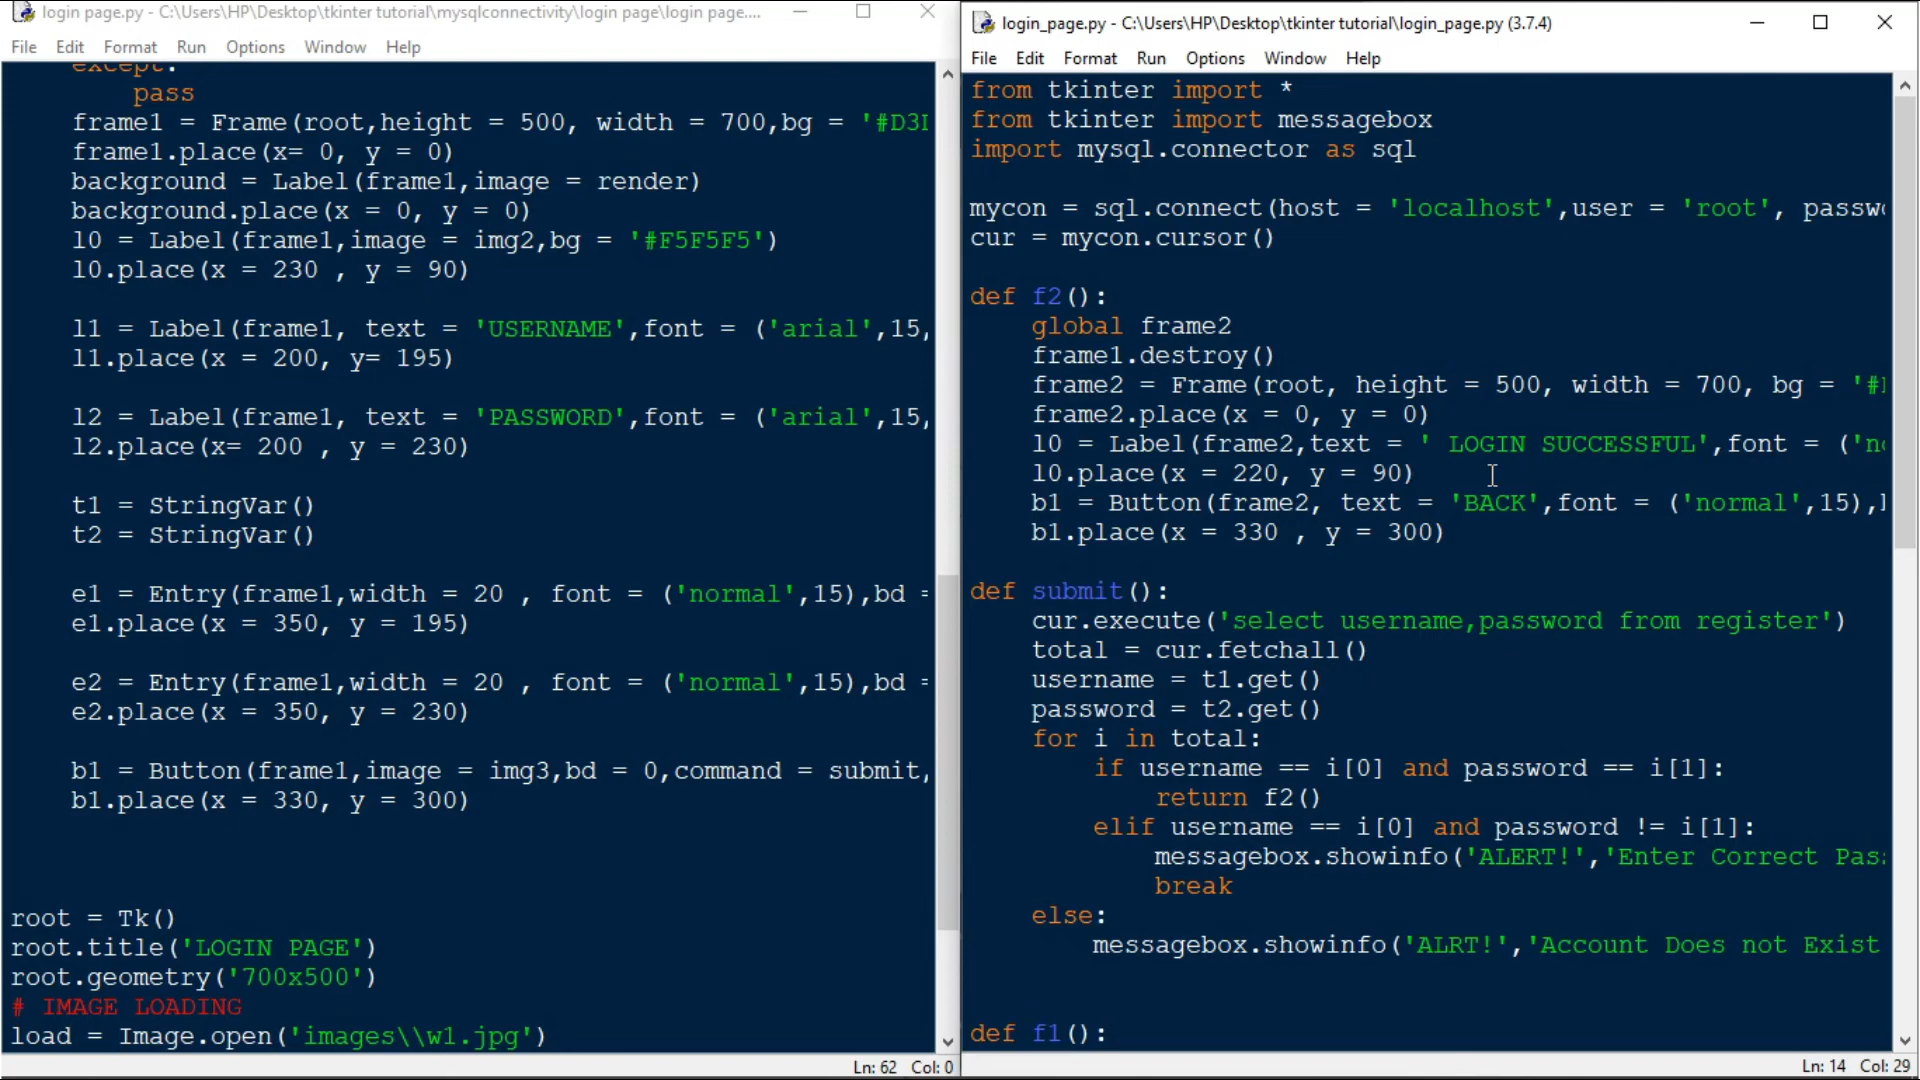 login page.py - C:\Users\HP\Desktop\tkinter tutorial\mysqlconnectivity\login page\login page....
File Edit Format Run Options Window Help
except:
pass
frame1 = Frame(root,height = 500, width = 700,bg = '#D3
frame1.place(x= 0, y = 0)
background = Label(frame1,image = render)
background.place(x = 0, y = 0)
l0 = Label(frame1,image = img2,bg = '#F5F5F5')
l0.place(x = 230 , y = 90)
l1 = Label(frame1, text = 'USERNAME',font = ('arial',15,
l1.place(x = 200, y= 195)
l2 = Label(frame1, text = 'PASSWORD',font = ('arial',15,
l2.place(x= 200 , y = 230)
t1 = StringVar()
t2 = StringVar()
e1 = Entry(frame1,width = 20 , font = ('normal',15),bd =
e1.place(x = 350, y = 195)
e2 = Entry(frame1,width = 20 , font = ('normal',15),bd =
e2.place(x = 350, y = 230)
b1 = Button(frame1,image = img3,bd = 0,command = submit,
b1.place(x = 330, y = 300)
root = Tk()
root.title('LOGIN PAGE')
root.geometry('700x500')
# IMAGE LOADING
load = Image.open('images\\w1.jpg')
Ln: 62 Col: 0
login_page.py - C:\Users\HP\Desktop\tkinter tutorial\login_page.py (3.7.4)
File Edit Format Run Options Window Help
from tkinter import *
from tkinter import messagebox
import mysql.connector as sql
mycon = sql.connect(host = 'localhost',user = 'root', passw
cur = mycon.cursor()
def f2():
global frame2
frame1.destroy()
frame2 = Frame(root, height = 500, width = 700, bg = '#
frame2.place(x = 0, y = 0)
l0 = Label(frame2,text = ' LOGIN SUCCESSFUL',font = ('n
l0.place(x = 220, y = 90)
b1 = Button(frame2, text = 'BACK',font = ('normal',15),
b1.place(x = 330 , y = 300)
def submit():
cur.execute('select username,password from register')
total = cur.fetchall()
username = t1.get()
password = t2.get()
for i in total:
if username == i[0] and password == i[1]:
return f2()
elif username == i[0] and password != i[1]:
messagebox.showinfo('ALERT!','Enter Correct Pas
break
else:
messagebox.showinfo('ALRT!','Account Does not Exist
def f1():
Ln: 14 Col: 29